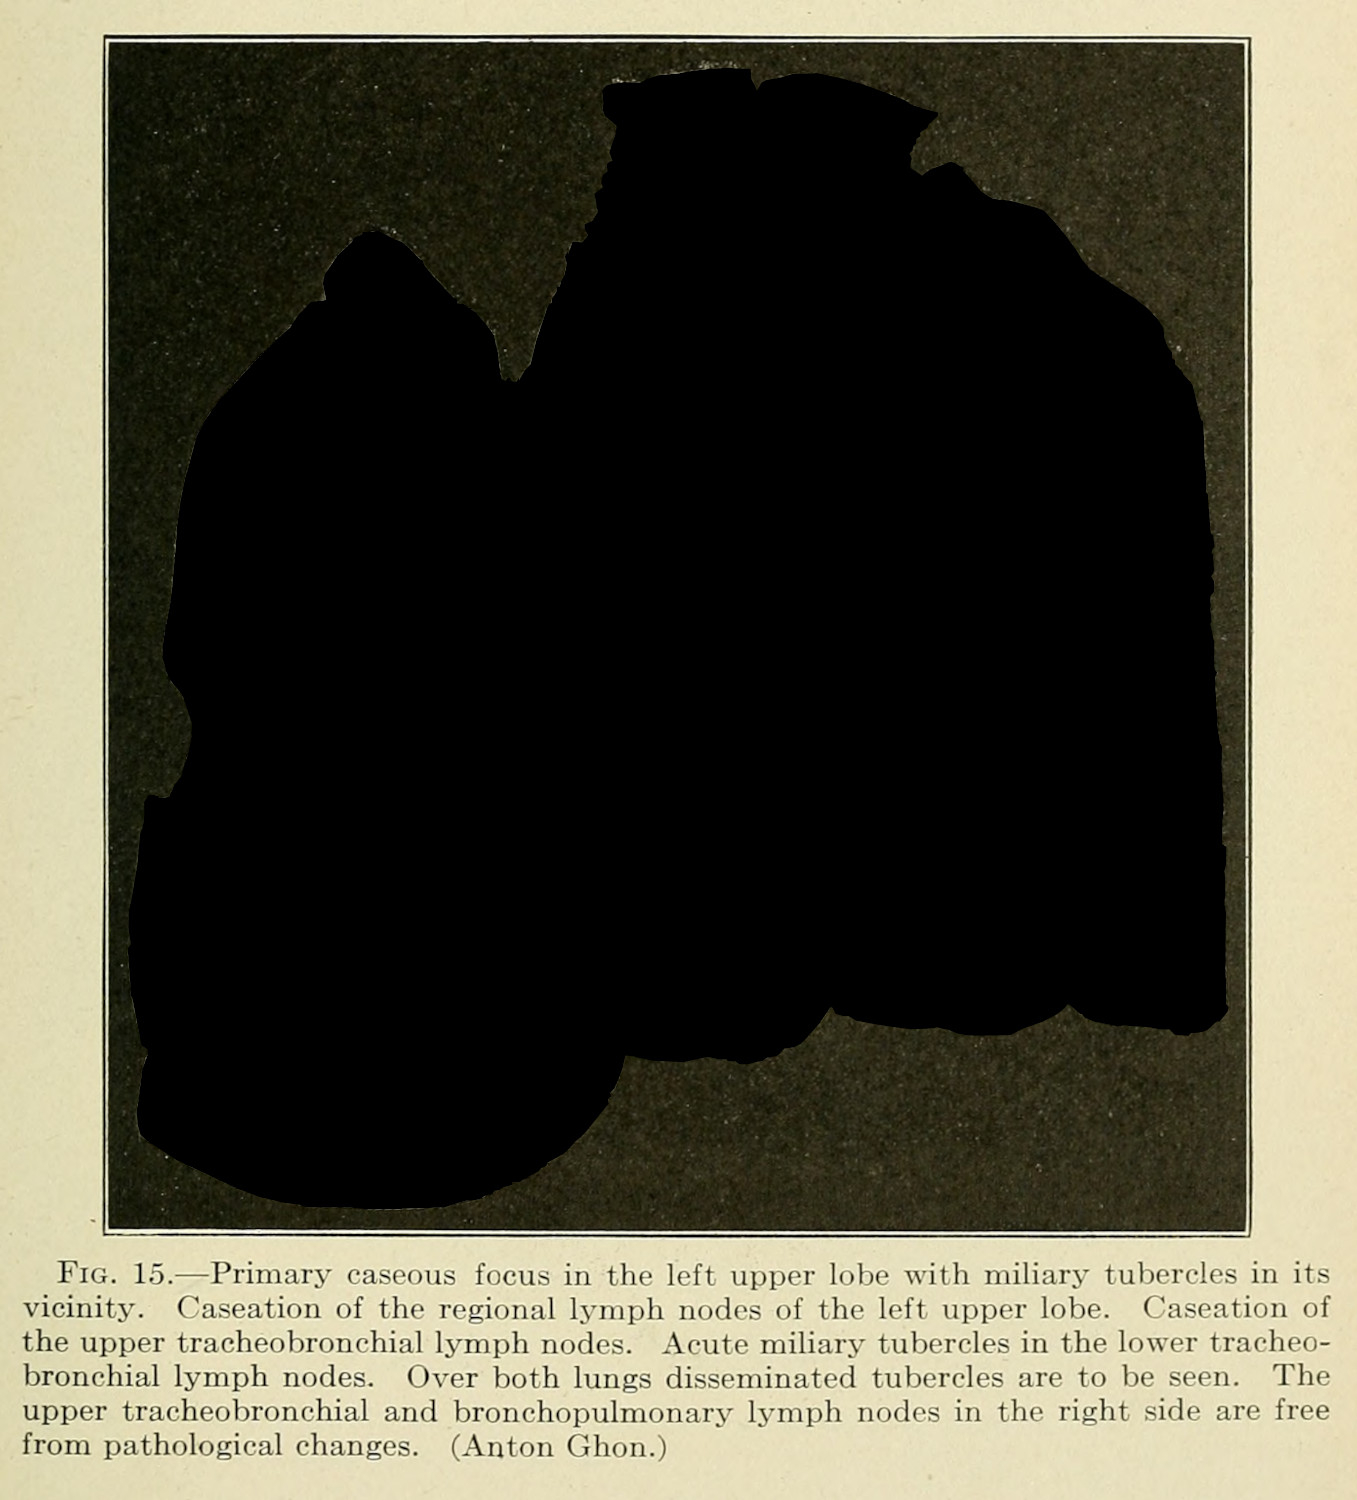 Fig. 15.—Primary caseous focus in the left upper lobe with miliary tubercles in its
vicinity. Caseation of the regional lymph nodes of the left upper lobe. Caseation of
the upper tracheobronchial lymph nodes. Acute miliary tubercles in the lower tracheo-
bronchial lymph nodes. Over both lungs disseminated tubercles are to be seen. The
upper tracheobronchial and bronchopulmonary lymph nodes in the right side are free
from pathological changes. (Anton Ghon.)